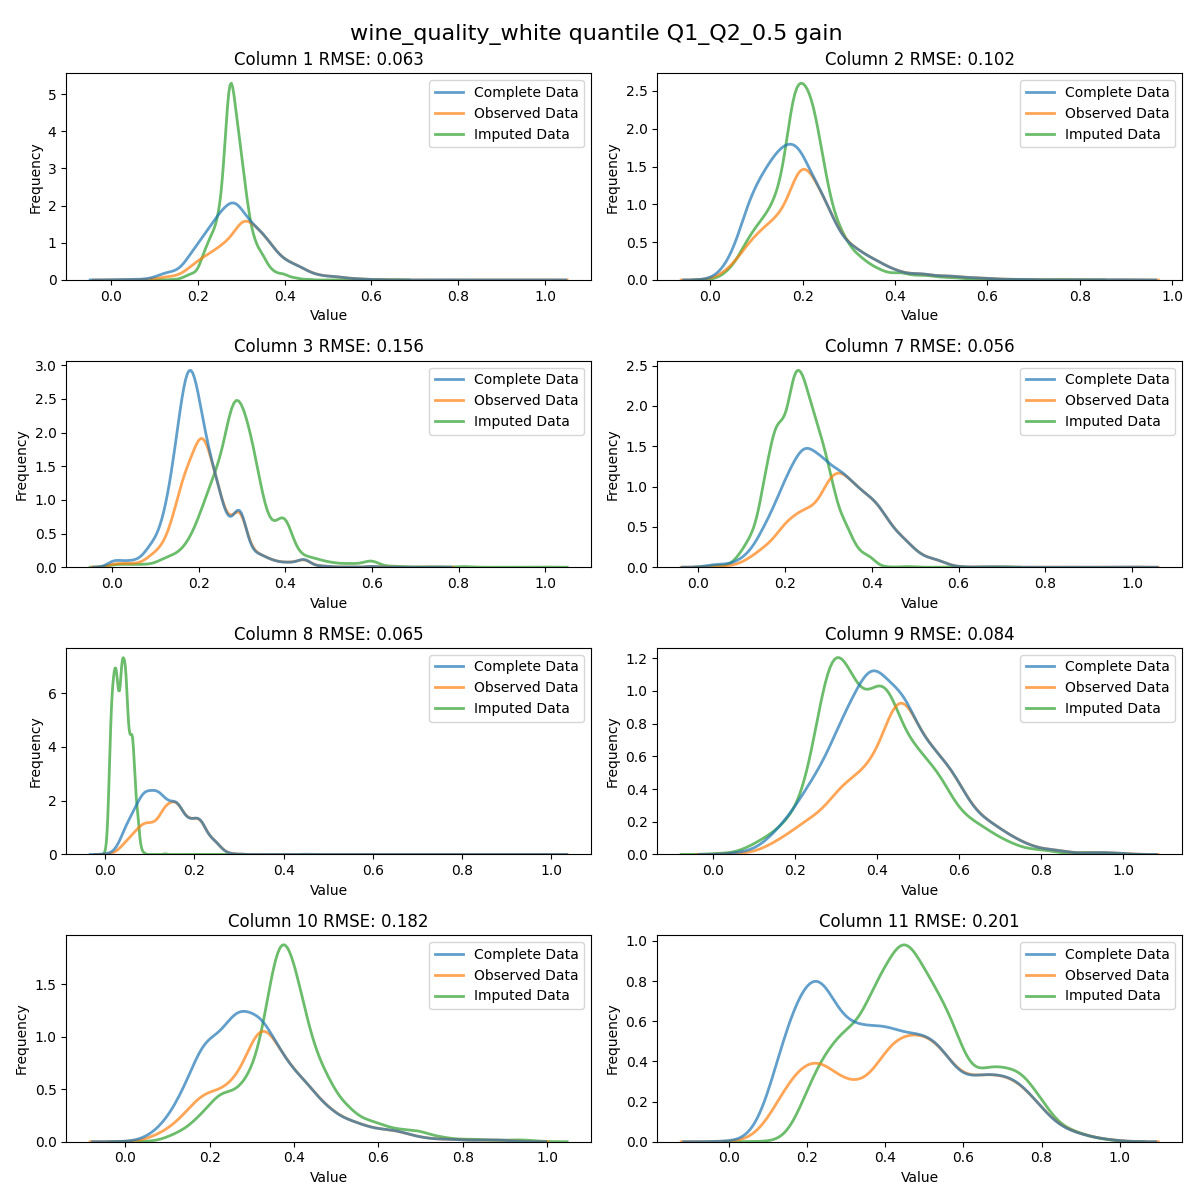 wine_quality_white quantile Q1_Q2_0.5 gain
Column 1 RMSE: 0.063
Frequency
5
4
3
2
1
0
0.0 0.2 0.4 0.6 0.8 1.0
Value
Complete Data
Observed Data
Imputed Data
Column 2 RMSE: 0.102
Frequency
2.5
2.0
1.5
1.0
0.5
0.0
0.0 0.2 0.4 0.6 0.8 1.0
Value
Complete Data
Observed Data
Imputed Data
Column 3 RMSE: 0.156
Frequency
3.0
2.5
2.0
1.5
1.0
0.5
0.0
0.0 0.2 0.4 0.6 0.8 1.0
Value
Complete Data
Observed Data
Imputed Data
Column 7 RMSE: 0.056
Frequency
2.5
2.0
1.5
1.0
0.5
0.0
0.0 0.2 0.4 0.6 0.8 1.0
Value
Complete Data
Observed Data
Imputed Data
Column 8 RMSE: 0.065
Frequency
6
4
2
0
0.0 0.2 0.4 0.6 0.8 1.0
Value
Complete Data
Observed Data
Imputed Data
Column 9 RMSE: 0.084
Frequency
1.2
1.0
0.8
0.6
0.4
0.2
0.0
0.0 0.2 0.4 0.6 0.8 1.0
Value
Complete Data
Observed Data
Imputed Data
Column 10 RMSE: 0.182
Frequency
1.5
1.0
0.5
0.0
0.0 0.2 0.4 0.6 0.8 1.0
Value
Complete Data
Observed Data
Imputed Data
Column 11 RMSE: 0.201
Frequency
1.0
0.8
0.6
0.4
0.2
0.0
0.0 0.2 0.4 0.6 0.8 1.0
Value
Complete Data
Observed Data
Imputed Data